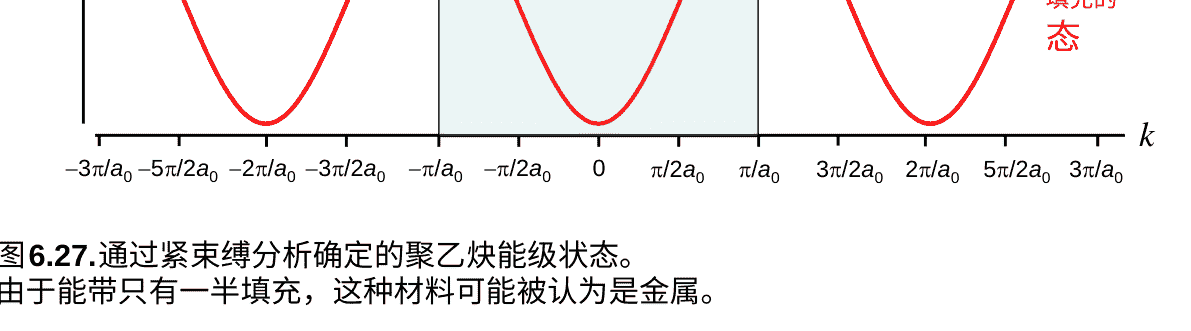 填充的
态
k
−3π/a₀ −5π/2a₀ −2π/a₀ −3π/2a₀ −π/a₀ −π/2a₀ 0 π/2a₀ π/a₀ 3π/2a₀ 2π/a₀ 5π/2a₀ 3π/a₀
图6.27.通过紧束缚分析确定的聚乙炔能级状态。
由于能带只有一半填充，这种材料可能被认为是金属。